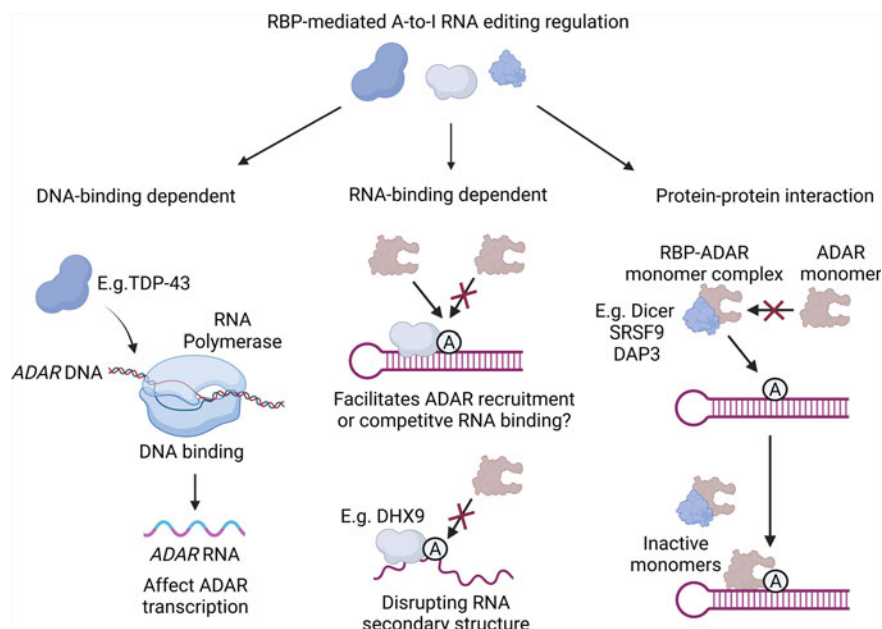 RBP-mediated A-to-I RNA editing regulation
DNA-binding dependent
E.g.TDP-43
RNA
Polymerase
ADAR DNA
DNA binding
ADAR RNA
Affect ADAR
transcription
RNA-binding dependent
A
Facilitates ADAR recruitment
or competitve RNA binding?
E.g. DHX9
A
Disrupting RNA
secondary structure
Protein-protein interaction
RBP-ADAR
monomer complex
ADAR
monomer
E.g. Dicer
SRSF9
DAP3
A
Inactive
monomers
A